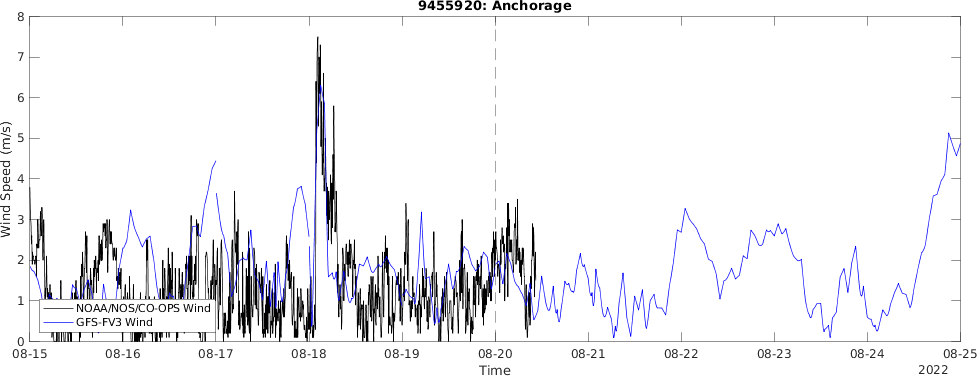 9455920: Anchorage
8
7
6
5
4
3
2
1
0
Wind Speed (m/s)
NOAA/NOS/CO-OPS Wind
GFS-FV3 Wind
08-15 08-16 08-17 08-18 08-19 08-20 08-21 08-22 08-23 08-24 08-25
Time
2022